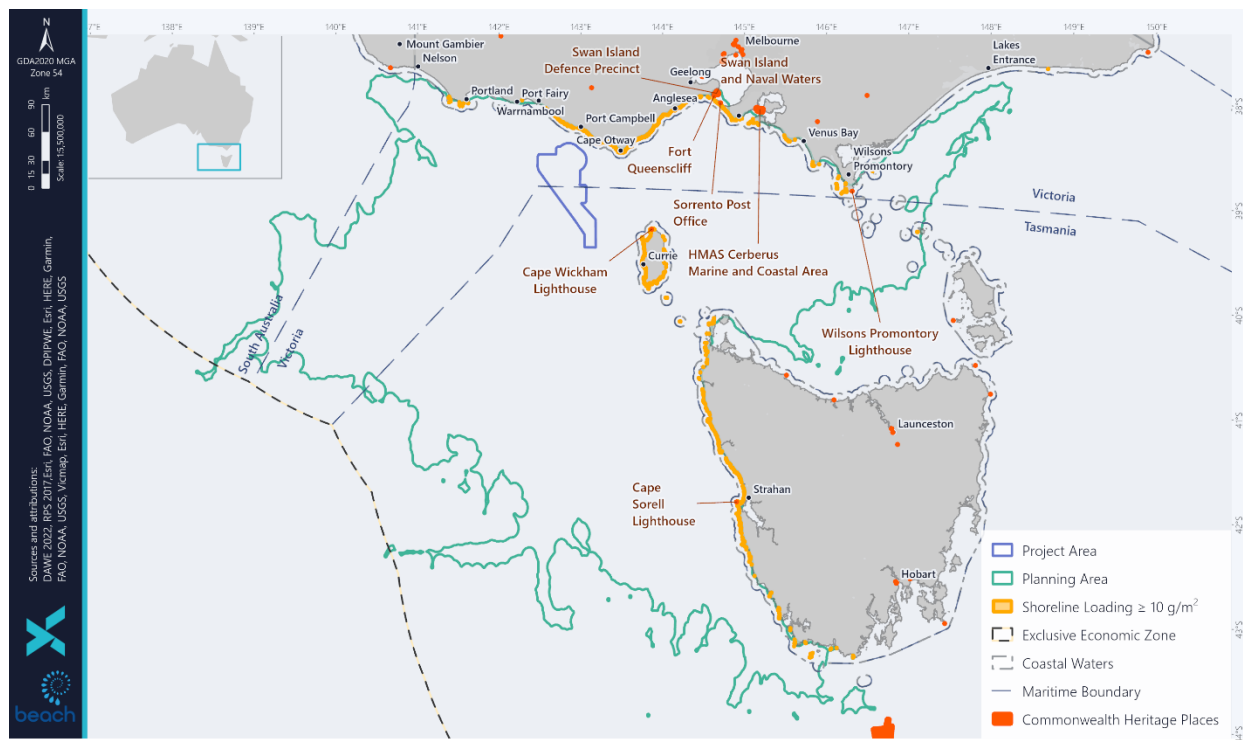 N
GDA2020 MGA
Zone 54
0 15 30 60 90
km
Scale: 1:5,500,000
Sources and attributions:
DAWE 2022, RPS 2017,Esri, FAO, NOAA, USGS, DPIPWE, Esri, HERE, Garmin,
FAO, NOAA, USGS, Vicmap, Esri, HERE, Garmin, FAO, NOAA, USGS
beach
7°E 138°E 139°E 140°E 141°E 142°E 143°E 144°E 145°E 146°E 147°E 148°E 149°E 150°E
38°S
39°S
40°S
41°S
42°S
43°S
Mount Gambier
Nelson
Portland
Port Fairy
Warrnambool
Port Campbell
Cape Otway
Anglesea
Geelong
Melbourne
Swan Island
Defence Precinct
Swan Island
and Naval Waters
Lakes
Entrance
Venus Bay
Wilsons
Promontory
Fort
Queenscliff
Sorrento Post
Office
HMAS Cerberus
Marine and Coastal Area
Victoria
Tasmania
Cape Wickham
Lighthouse
Currie
Wilsons Promontory
Lighthouse
South Australia
Victoria
Launceston
Cape
Sorell
Lighthouse
Strahan
Hobart
Project Area
Planning Area
Shoreline Loading ≥ 10 g/m²
Exclusive Economic Zone
Coastal Waters
Maritime Boundary
Commonwealth Heritage Places